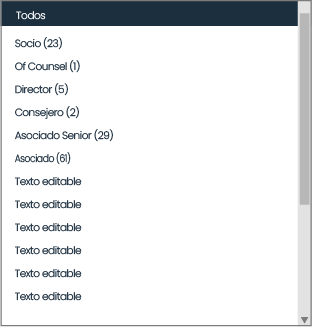 Todos
Socio (23)
Of Counsel (1)
Director (5)
Consejero (2)
Asociado Senior (29)
Asociado (61)
Texto editable
Texto editable
Texto editable
Texto editable
Texto editable
Texto editable